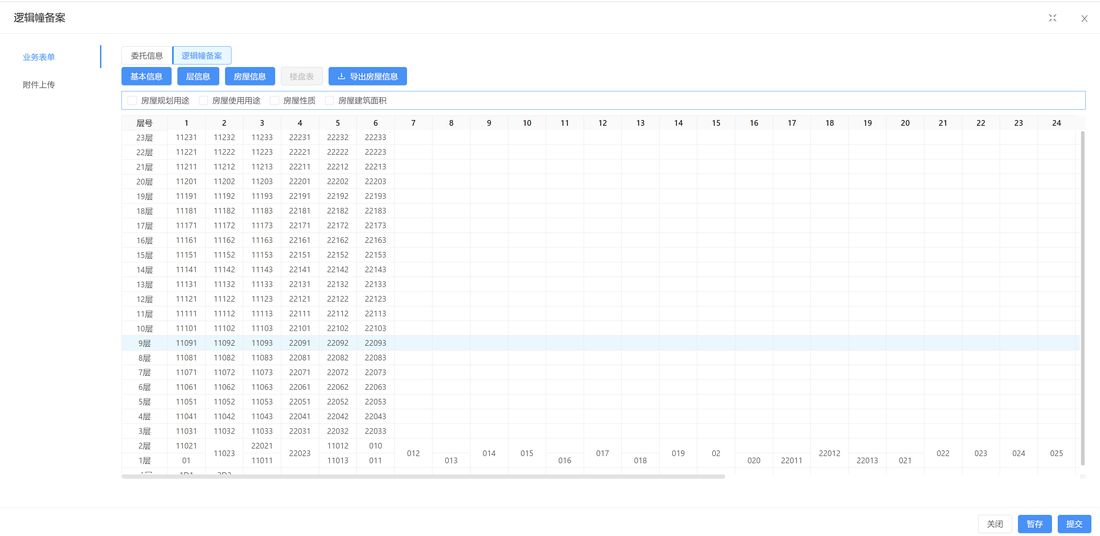 逻辑幢备案
业务表单
附件上传
委托信息 逻辑幢备案
基本信息 层信息 房屋信息 楼盘表 导出房屋信息
房屋规划用途 房屋使用用途 房屋性质 房屋建筑面积
层号 1 2 3 4 5 6 7 8 9 10 11 12 13 14 15 16 17 18 19 20 21 22 23 24
23层 11231 11232 11233 22231 22232 22233
22层 11221 11222 11223 22221 22222 22223
21层 11211 11212 11213 22211 22212 22213
20层 11201 11202 11203 22201 22202 22203
19层 11191 11192 11193 22191 22192 22193
18层 11181 11182 11183 22181 22182 22183
17层 11171 11172 11173 22171 22172 22173
16层 11161 11162 11163 22161 22162 22163
15层 11151 11152 11153 22151 22152 22153
14层 11141 11142 11143 22141 22142 22143
13层 11131 11132 11133 22131 22132 22133
12层 11121 11122 11123 22121 22122 22123
11层 11111 11112 11113 22111 22112 22113
10层 11101 11102 11103 22101 22102 22103
9层 11091 11092 11093 22091 22092 22093
8层 11081 11082 11083 22081 22082 22083
7层 11071 11072 11073 22071 22072 22073
6层 11061 11062 11063 22061 22062 22063
5层 11051 11052 11053 22051 22052 22053
4层 11041 11042 11043 22041 22042 22043
3层 11031 11032 11033 22031 22032 22033
2层 11021 22021 11012 010
11023 22023 012 014 015 017 019 02 22012 022 023 024 025
1层 01 11011 11013 011 013 016 018 020 22011 22013 021
关闭 暂存 提交